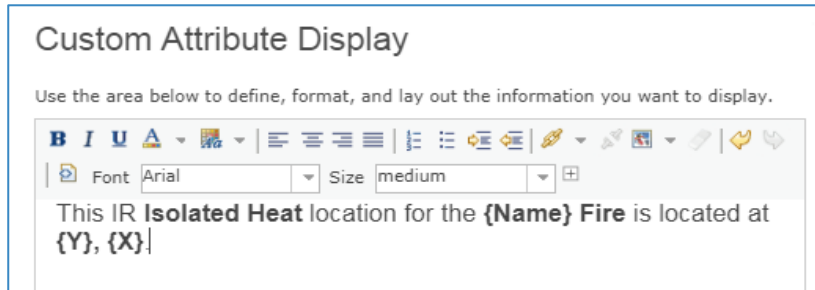 Custom Attribute Display
Use the area below to define, format, and lay out the information you want to display.
B I U A
Font Arial Size medium
This IR Isolated Heat location for the {Name} Fire is located at
{Y}, {X}.